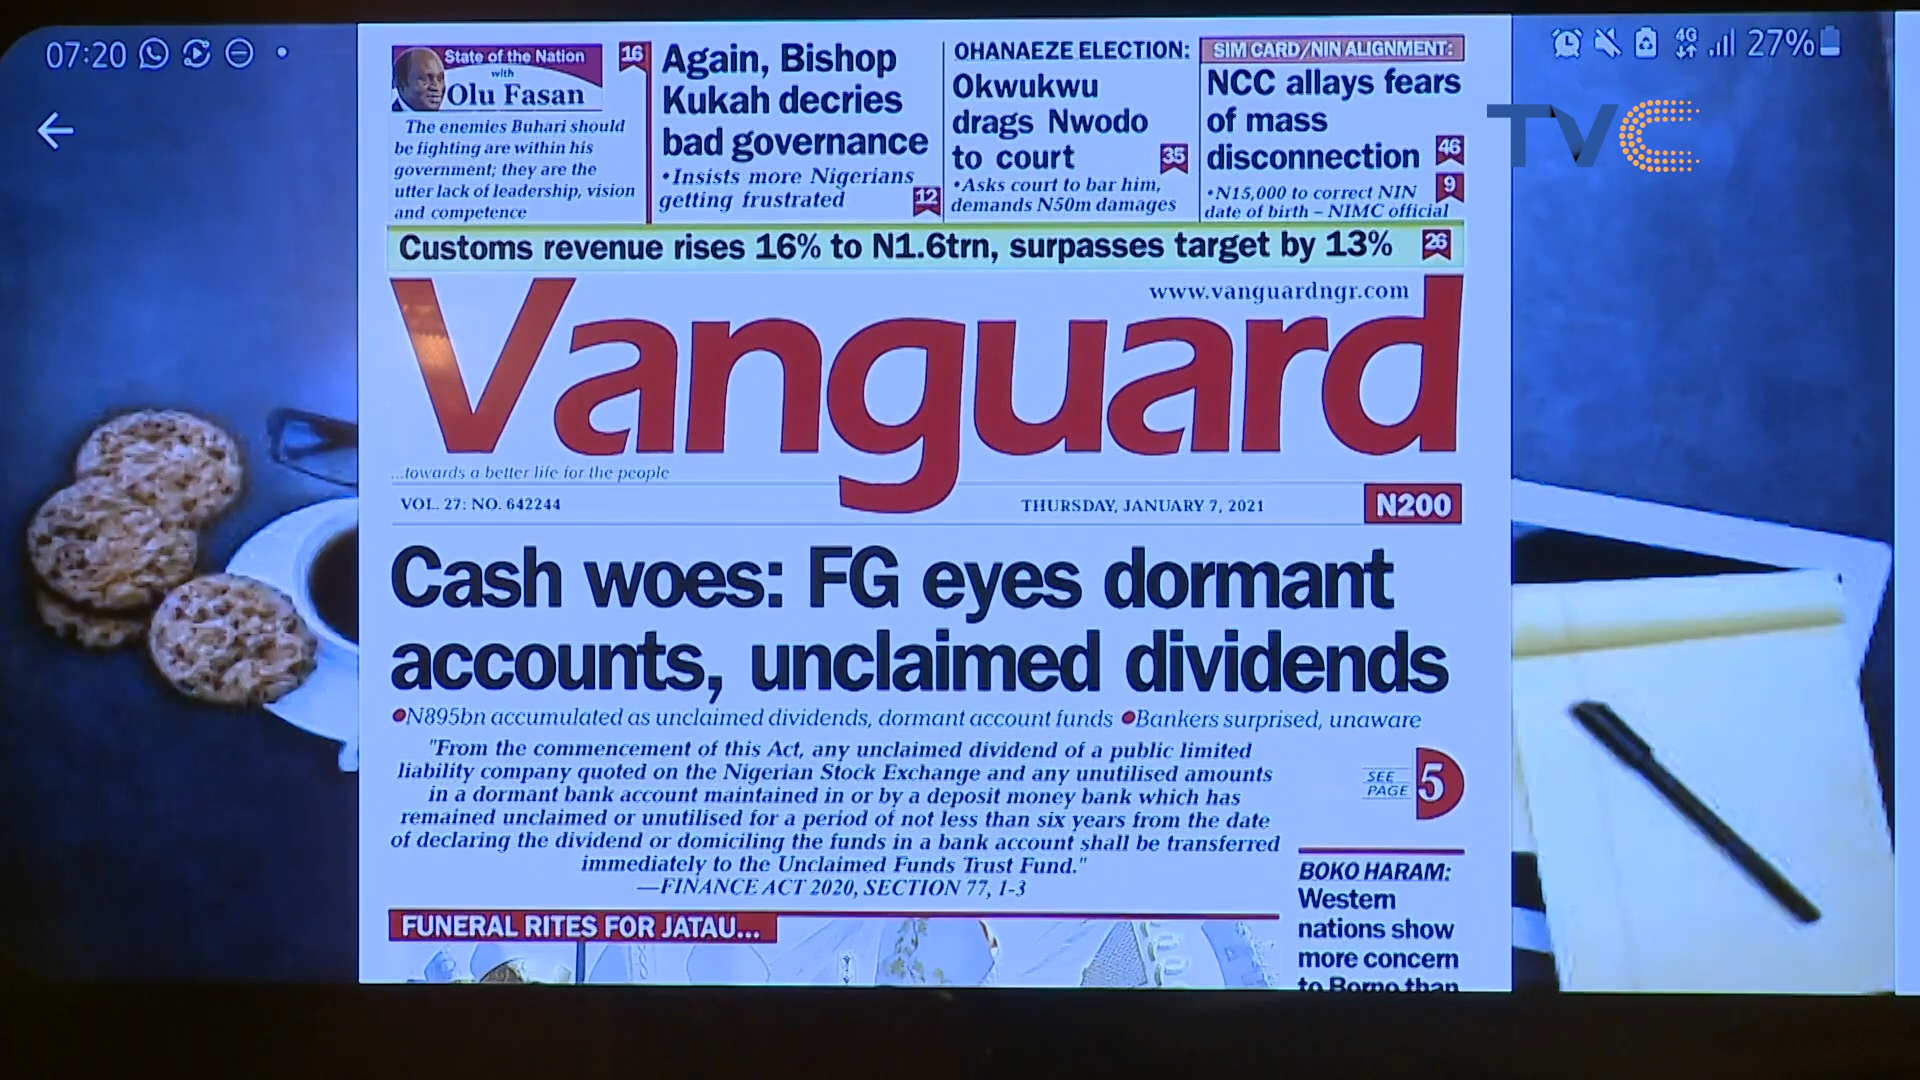 07:20
4G
27%
TVC
State of the Nation
with
Olu Fasan
16
The enemies Buhari should
be fighting are within his
government; they are the
utter lack of leadership, vision
and competence
Again, Bishop
Kukah decries
bad governance
•Insists more Nigerians
getting frustrated
12
OHANAEZE ELECTION:
Okwukwu
drags Nwodo
to court
35
•Asks court to bar him,
demands N50m damages
SIM CARD/NIN ALIGNMENT:
NCC allays fears
of mass
disconnection
46
9
•N15,000 to correct NIN
date of birth – NIMC official
Customs revenue rises 16% to N1.6trn, surpasses target by 13%
26
www.vanguardngr.com
Vanguard
...towards a better life for the people
VOL. 27: NO. 642244
THURSDAY, JANUARY 7, 2021
N200
Cash woes: FG eyes dormant
accounts, unclaimed dividends
•N895bn accumulated as unclaimed dividends, dormant account funds •Bankers surprised, unaware
"From the commencement of this Act, any unclaimed dividend of a public limited
liability company quoted on the Nigerian Stock Exchange and any unutilised amounts
in a dormant bank account maintained in or by a deposit money bank which has
remained unclaimed or unutilised for a period of not less than six years from the date
of declaring the dividend or domiciling the funds in a bank account shall be transferred
immediately to the Unclaimed Funds Trust Fund."
—FINANCE ACT 2020, SECTION 77, 1-3
SEE
PAGE
5
FUNERAL RITES FOR JATAU...
BOKO HARAM:
Western
nations show
more concern
to Borno than